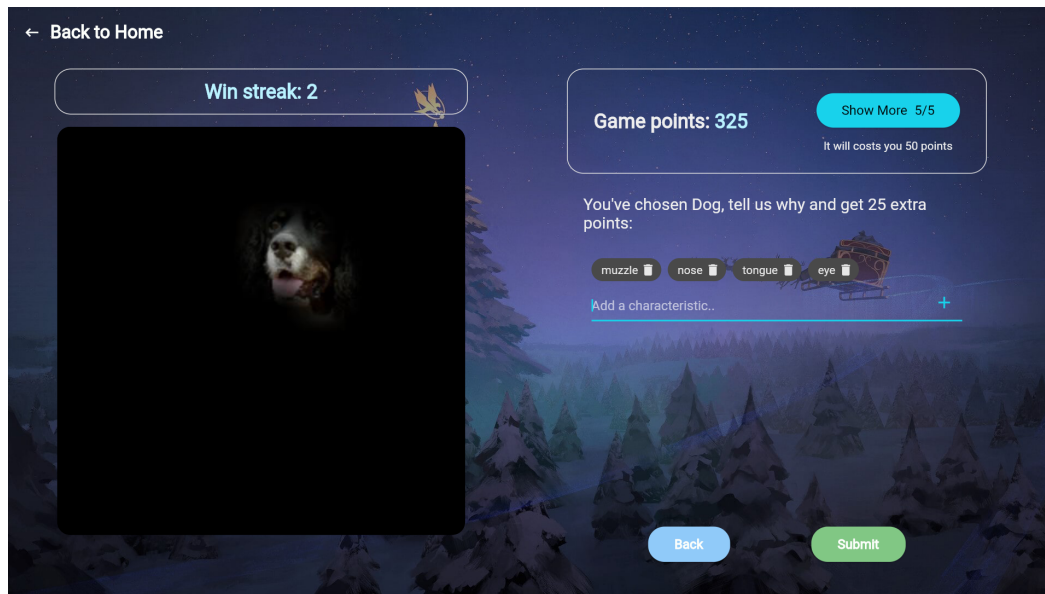 ← Back to Home
Win streak: 2
Game points: 325
Show More 5/5
It will costs you 50 points
You've chosen Dog, tell us why and get 25 extra
points:
muzzle nose tongue eye
Add a characteristic..
+
Back Submit